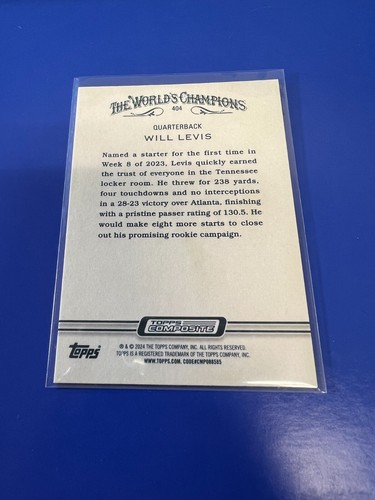 THE WORLD'S CHAMPIONS
404
QUARTERBACK
WILL LEVIS
Named a starter for the first time in
Week 8 of 2023, Levis quickly earned
the trust of everyone in the Tennessee
locker room. He threw for 238 yards,
four touchdowns and no interceptions
in a 28-23 victory over Atlanta, finishing
with a pristine passer rating of 130.5. He
would make eight more starts to close
out his promising rookie campaign.
TOPPS
COMPOSITE
TOPPS
® & © 2024 THE TOPPS COMPANY, INC. ALL RIGHTS RESERVED.
TOPPS IS A REGISTERED TRADEMARK OF THE TOPPS COMPANY, INC.
WWW.TOPPS.COM. CODE#CMP088585